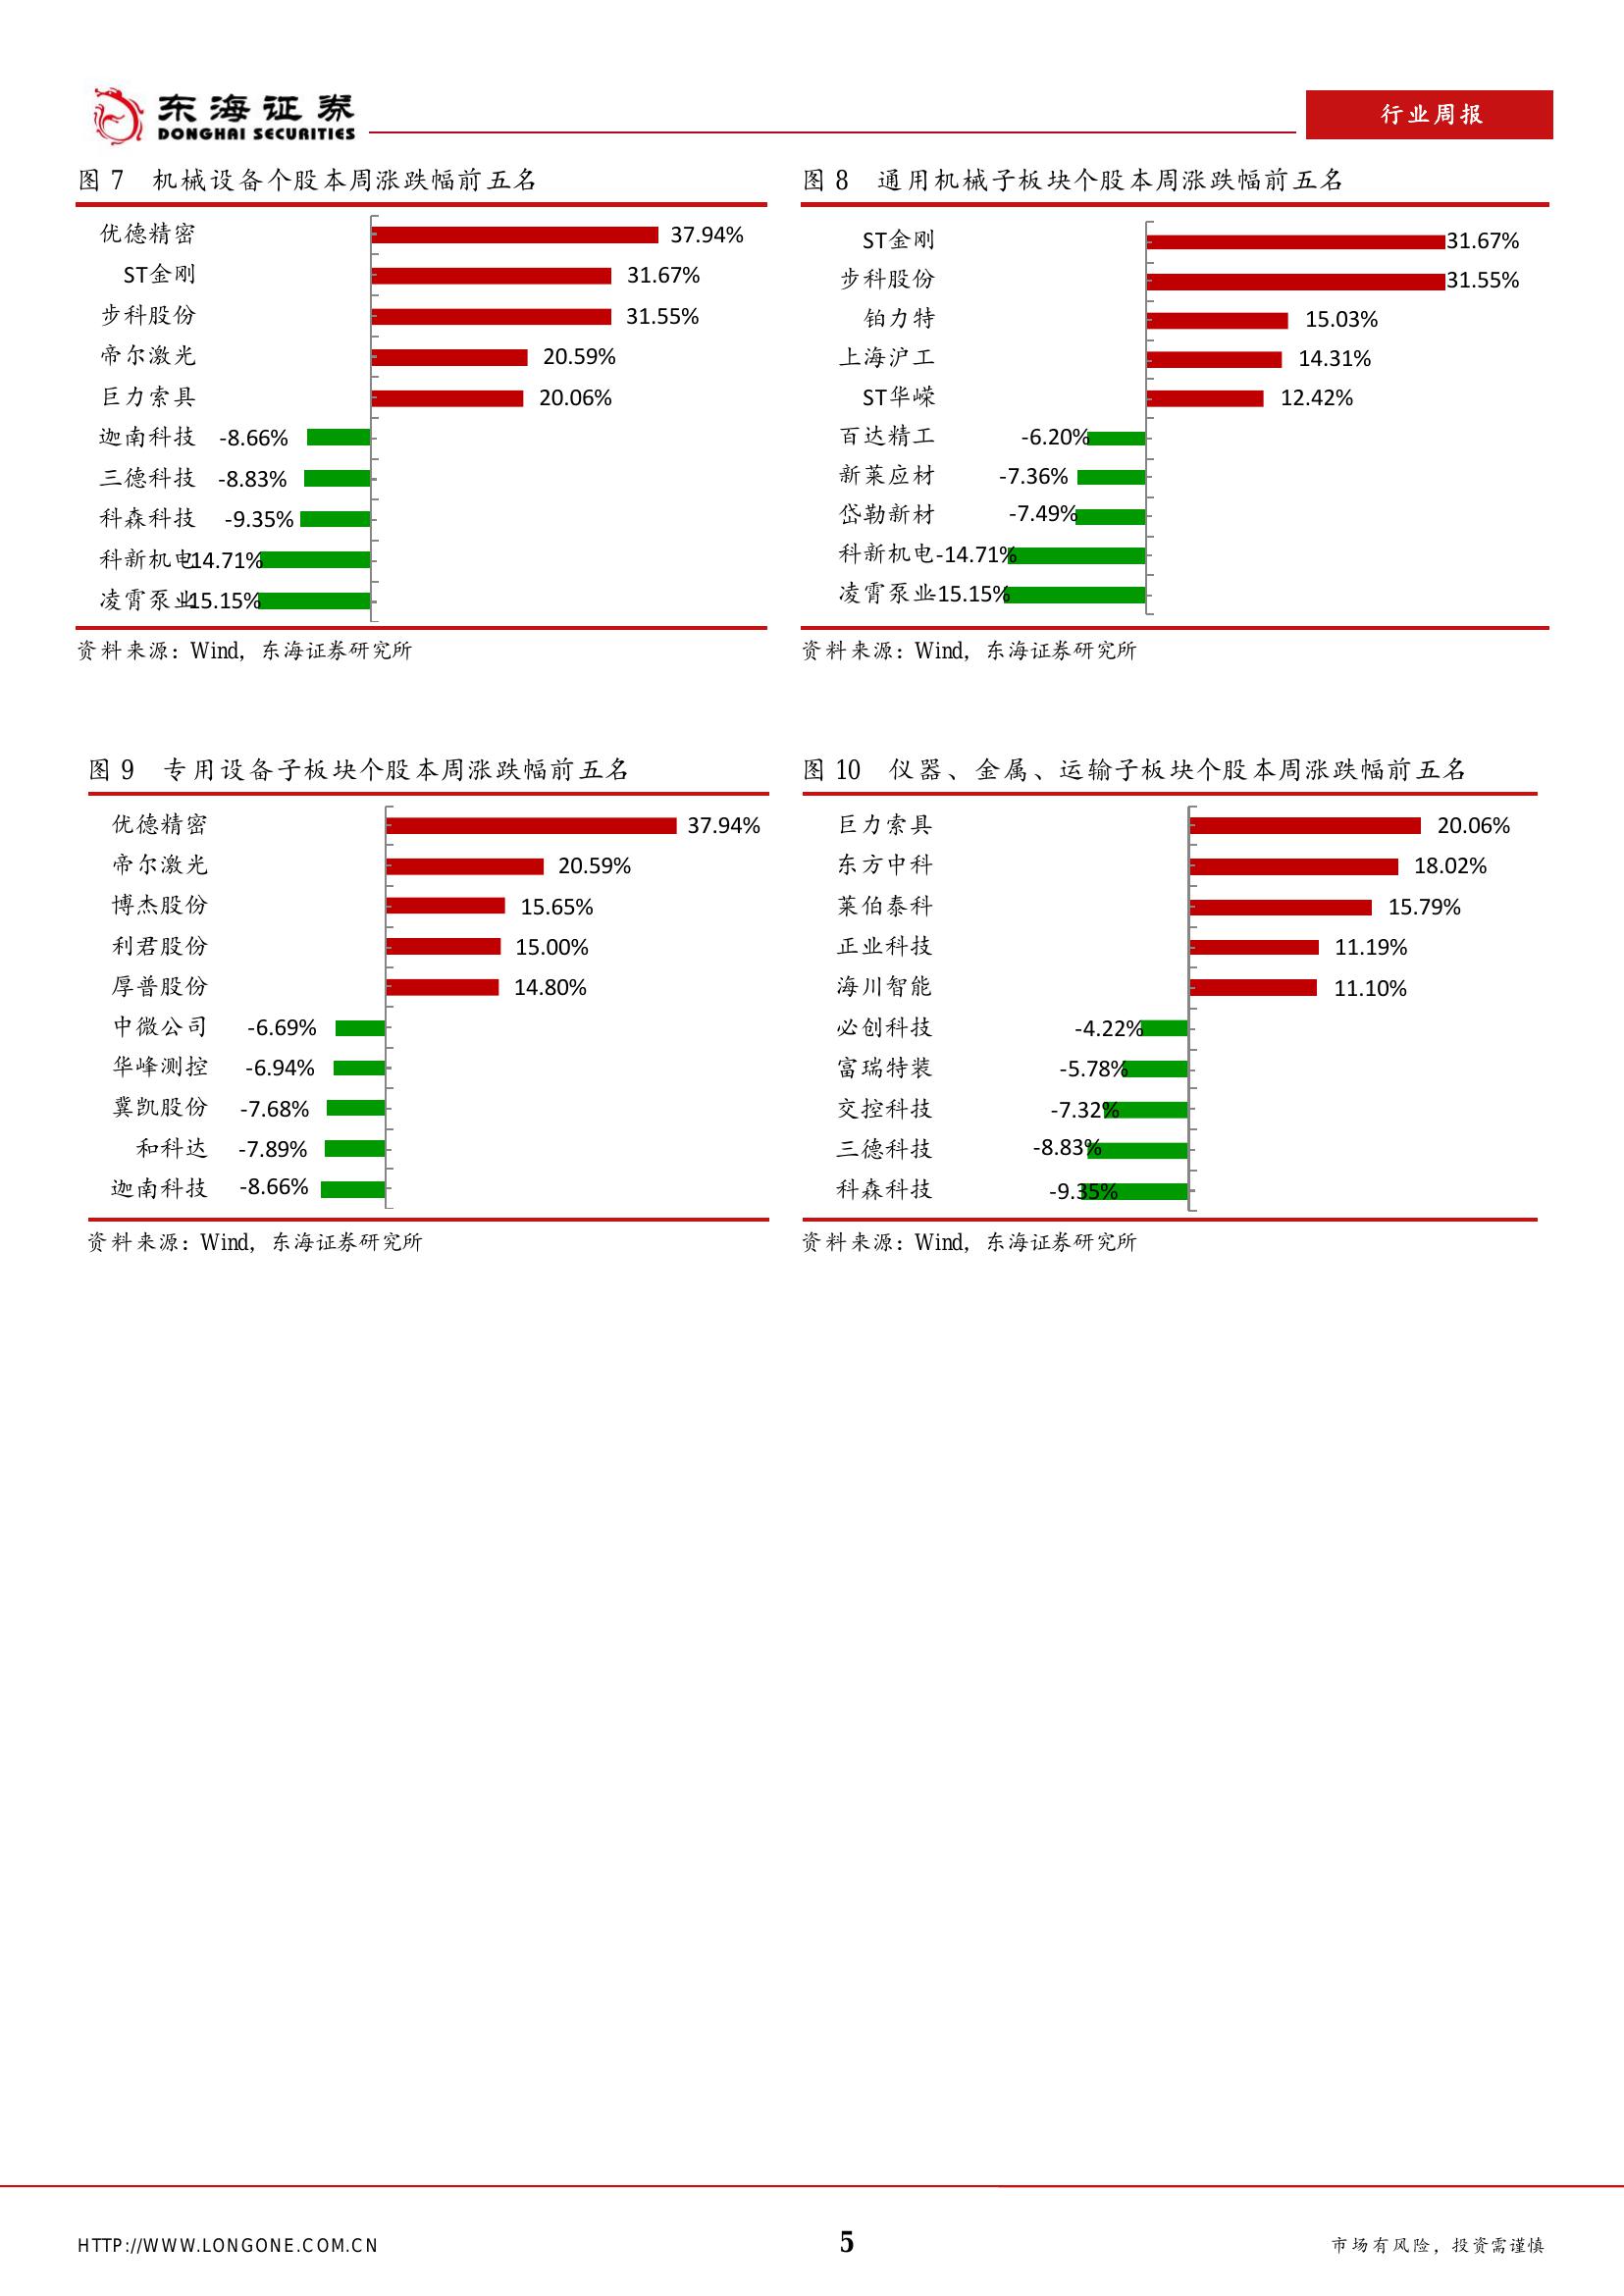 东海证券
DONGHAI SECURITIES
行业周报
图 7 机械设备个股本周涨跌幅前五名
优德精密 37.94%
ST金刚 31.67%
步科股份 31.55%
帝尔激光 20.59%
巨力索具 20.06%
迦南科技 -8.66%
三德科技 -8.83%
科森科技 -9.35%
科新机电 -14.71%
凌霄泵业 -15.15%
资料来源：Wind，东海证券研究所
图 8 通用机械子板块个股本周涨跌幅前五名
ST金刚 31.67%
步科股份 31.55%
铂力特 15.03%
上海沪工 14.31%
ST华嵘 12.42%
百达精工 -6.20%
新莱应材 -7.36%
岱勒新材 -7.49%
科新机电 -14.71%
凌霄泵业 -15.15%
资料来源：Wind，东海证券研究所
图 9 专用设备子板块个股本周涨跌幅前五名
优德精密 37.94%
帝尔激光 20.59%
博杰股份 15.65%
利君股份 15.00%
厚普股份 14.80%
中微公司 -6.69%
华峰测控 -6.94%
冀凯股份 -7.68%
和科达 -7.89%
迦南科技 -8.66%
资料来源：Wind，东海证券研究所
图 10 仪器、金属、运输子板块个股本周涨跌幅前五名
巨力索具 20.06%
东方中科 18.02%
莱伯泰科 15.79%
正业科技 11.19%
海川智能 11.10%
必创科技 -4.22%
富瑞特装 -5.78%
交控科技 -7.32%
三德科技 -8.83%
科森科技 -9.35%
资料来源：Wind，东海证券研究所
HTTP://WWW.LONGONE.COM.CN
5
市场有风险，投资需谨慎